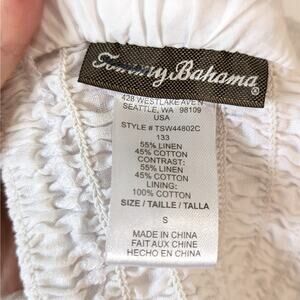 Tommy Bahama®
428 WESTLAKE AVE N
SEATTLE, WA 98109
USA
STYLE # TSW44802C
133
55% LINEN
45% COTTON
CONTRAST:
55% LINEN
45% COTTON
LINING:
100% COTTON
SIZE / TAILLE / TALLA
S
MADE IN CHINA
FAIT AUX CHINE
HECHO EN CHINA